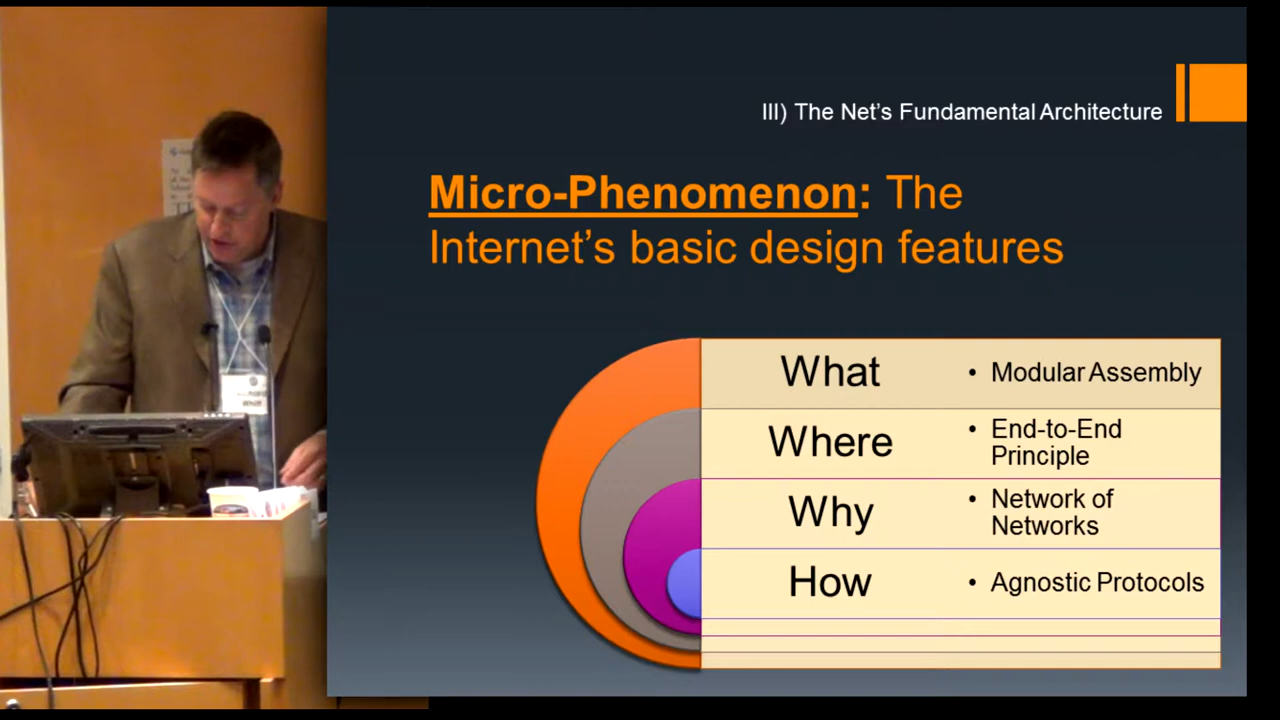 III) The Net's Fundamental Architecture
Micro-Phenomenon: The
Internet's basic design features
What
• Modular Assembly
Where
• End-to-End
Principle
Why
• Network of
Networks
How
• Agnostic Protocols